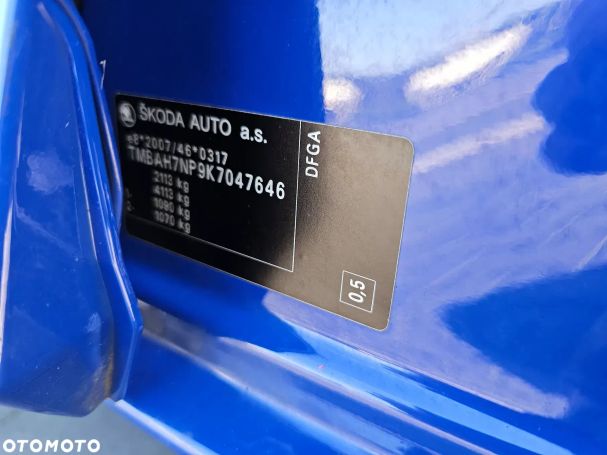 ŠKODA AUTO a.s.
e8*2007/46*0317
TMBAH7NP9K7047646
2113 kg
4113 kg
1- 1090 kg
2- 1070 kg
DFGA
0,5
OTOMOTO